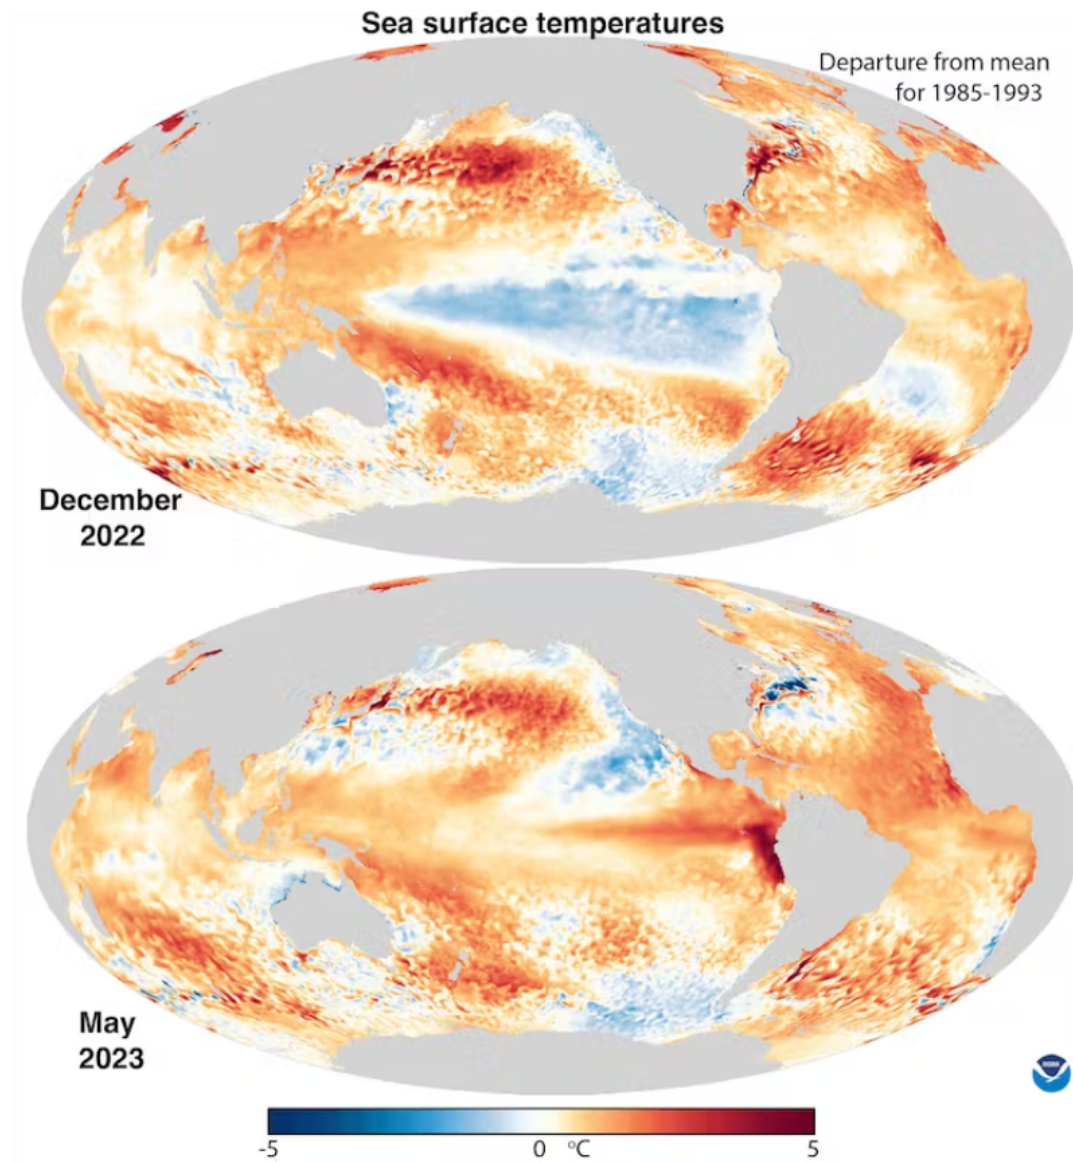 Sea surface temperatures
Departure from mean
for 1985-1993
December
2022
May
2023
-5 0 °C 5